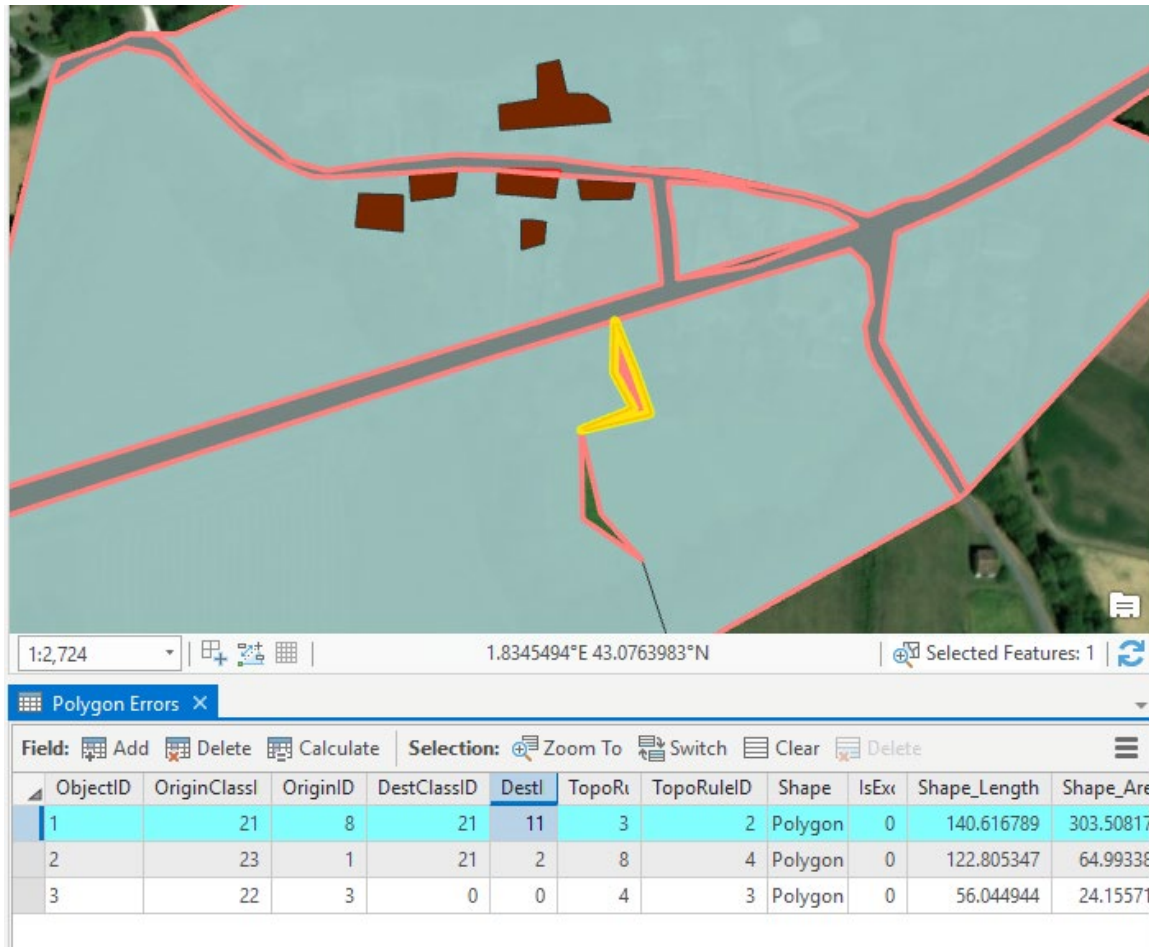 1:2,724 1.8345494°E 43.0763983°N Selected Features: 1
Polygon Errors
Field: Add Delete Calculate Selection: Zoom To Switch Clear Delete
ObjectID OriginClassI OriginID DestClassID DestI TopoRu TopoRuleID Shape IsExc Shape_Length Shape_Are
1 21 8 21 11 3 2 Polygon 0 140.616789 303.50817
2 23 1 21 2 8 4 Polygon 0 122.805347 64.99338
3 22 3 0 0 4 3 Polygon 0 56.044944 24.15571